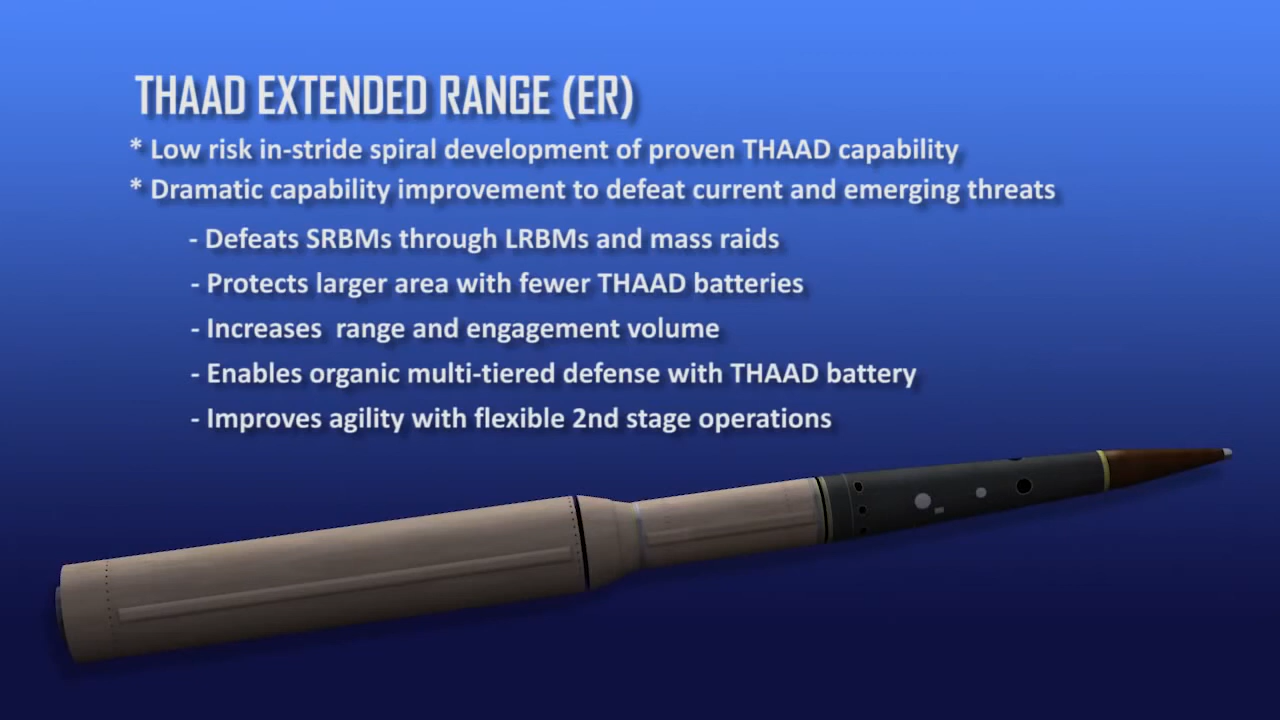 THAAD EXTENDED RANGE (ER)
* Low risk in-stride spiral development of proven THAAD capability
* Dramatic capability improvement to defeat current and emerging threats
- Defeats SRBMs through LRBMs and mass raids
- Protects larger area with fewer THAAD batteries
- Increases  range and engagement volume
- Enables organic multi-tiered defense with THAAD battery
- Improves agility with flexible 2nd stage operations